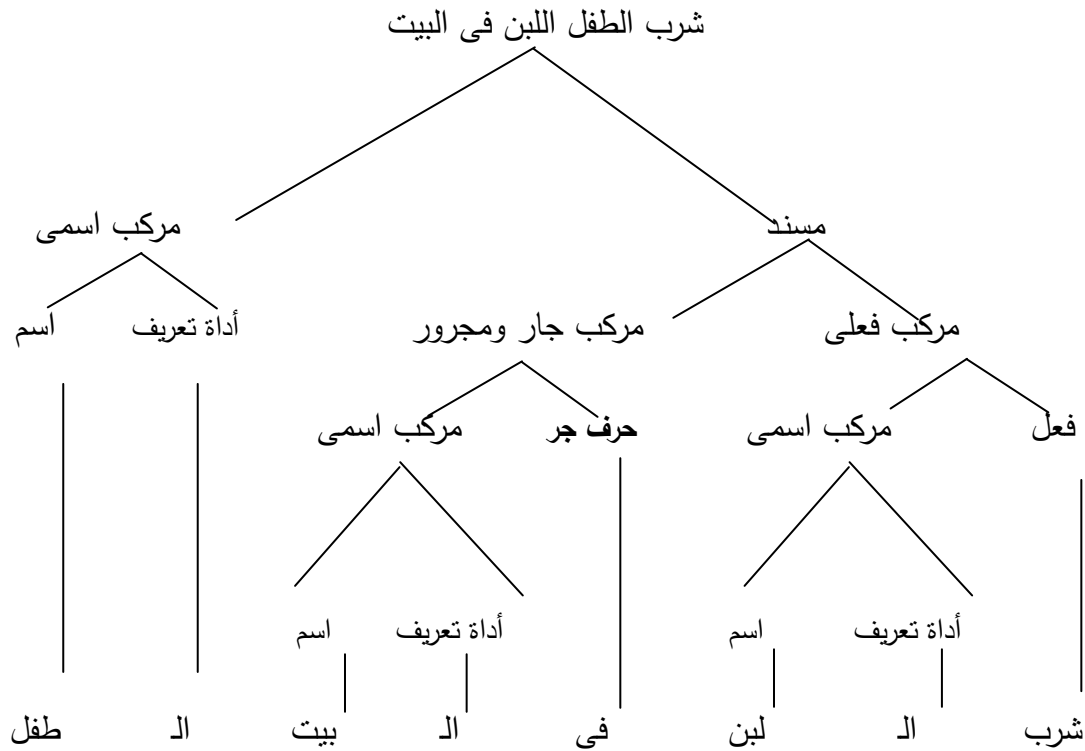 شرب الطفل اللبن فى البيت
مسند مركب اسمى
مركب فعلى مركب جار ومجرور أداة تعريف اسم
فعل مركب اسمى حرف جر مركب اسمى
أداة تعريف اسم أداة تعريف اسم
شرب الـ لبن فى الـ بيت الـ طفل